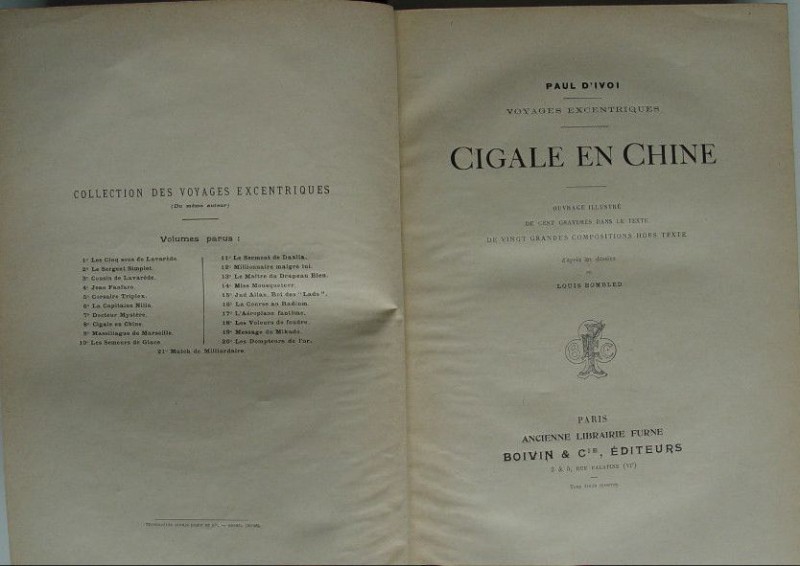 COLLECTION DES VOYAGES EXCENTRIQUES
(Du même auteur)
Volumes parus :
1° Les Cinq sous de Lavarède.
2° Le Sergent Simplet.
3° Cousin de Lavarède.
4° Jean Fanfare.
5° Corsaire Triplex.
6° La Capitaine Nilia.
7° Docteur Mystère.
8° Cigale en Chine.
9° Massiliague de Marseille.
10° Les Semeurs de Glace.
11° Le Serment de Daalia.
12° Millionnaire malgré lui.
13° Le Maître du Drapeau Bleu.
14° Miss Mousqueterr.
15° Jud Allan, Roi des "Lads".
16° La Course au Radium.
17° L'Aéroplane fantôme.
18° Les Voleurs de foudre.
19° Message du Mikado.
20° Les Dompteurs de l'or.
21° Match de Milliardaire
PAUL D'IVOI
VOYAGES EXCENTRIQUES
CIGALE EN CHINE
OUVRAGE ILLUSTRÉ
DE CENT GRAVURES DANS LE TEXTE
DE VINGT GRANDES COMPOSITIONS HORS TEXTE
d'après les dessins
DE
LOUIS BOMBLED
PARIS
ANCIENNE LIBRAIRIE FURNE
BOIVIN & Cie, ÉDITEURS
RUE PALATINE (VIe)
Tous droits réservés